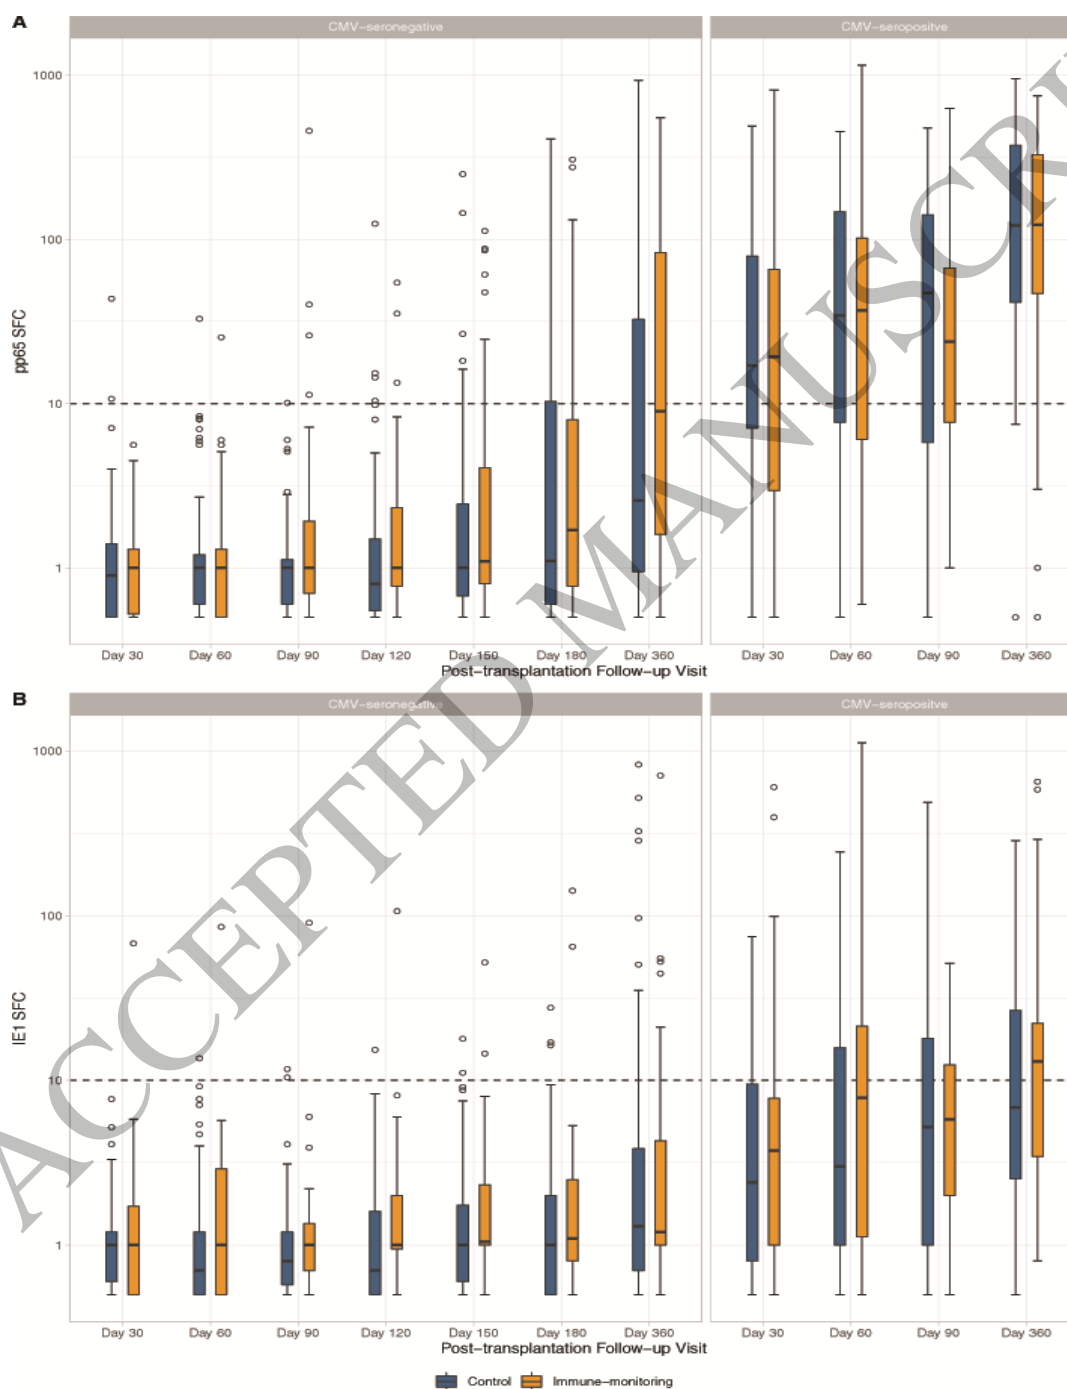 A
CMV-seronegative
CMV-seropositve
1000
100
10
1
pp65 SFC
Day 30
Day 60
Day 90
Day 120
Day 150
Day 180
Day 360
Day 30
Day 60
Day 90
Day 360
Post-transplantation Follow-up Visit
B
CMV-seronegative
CMV-seropositve
1000
100
10
1
IE1 SFC
Day 30
Day 60
Day 90
Day 120
Day 150
Day 180
Day 360
Day 30
Day 60
Day 90
Day 360
Post-transplantation Follow-up Visit
Control
Immune-monitoring
ACCEPTED MANUSCR